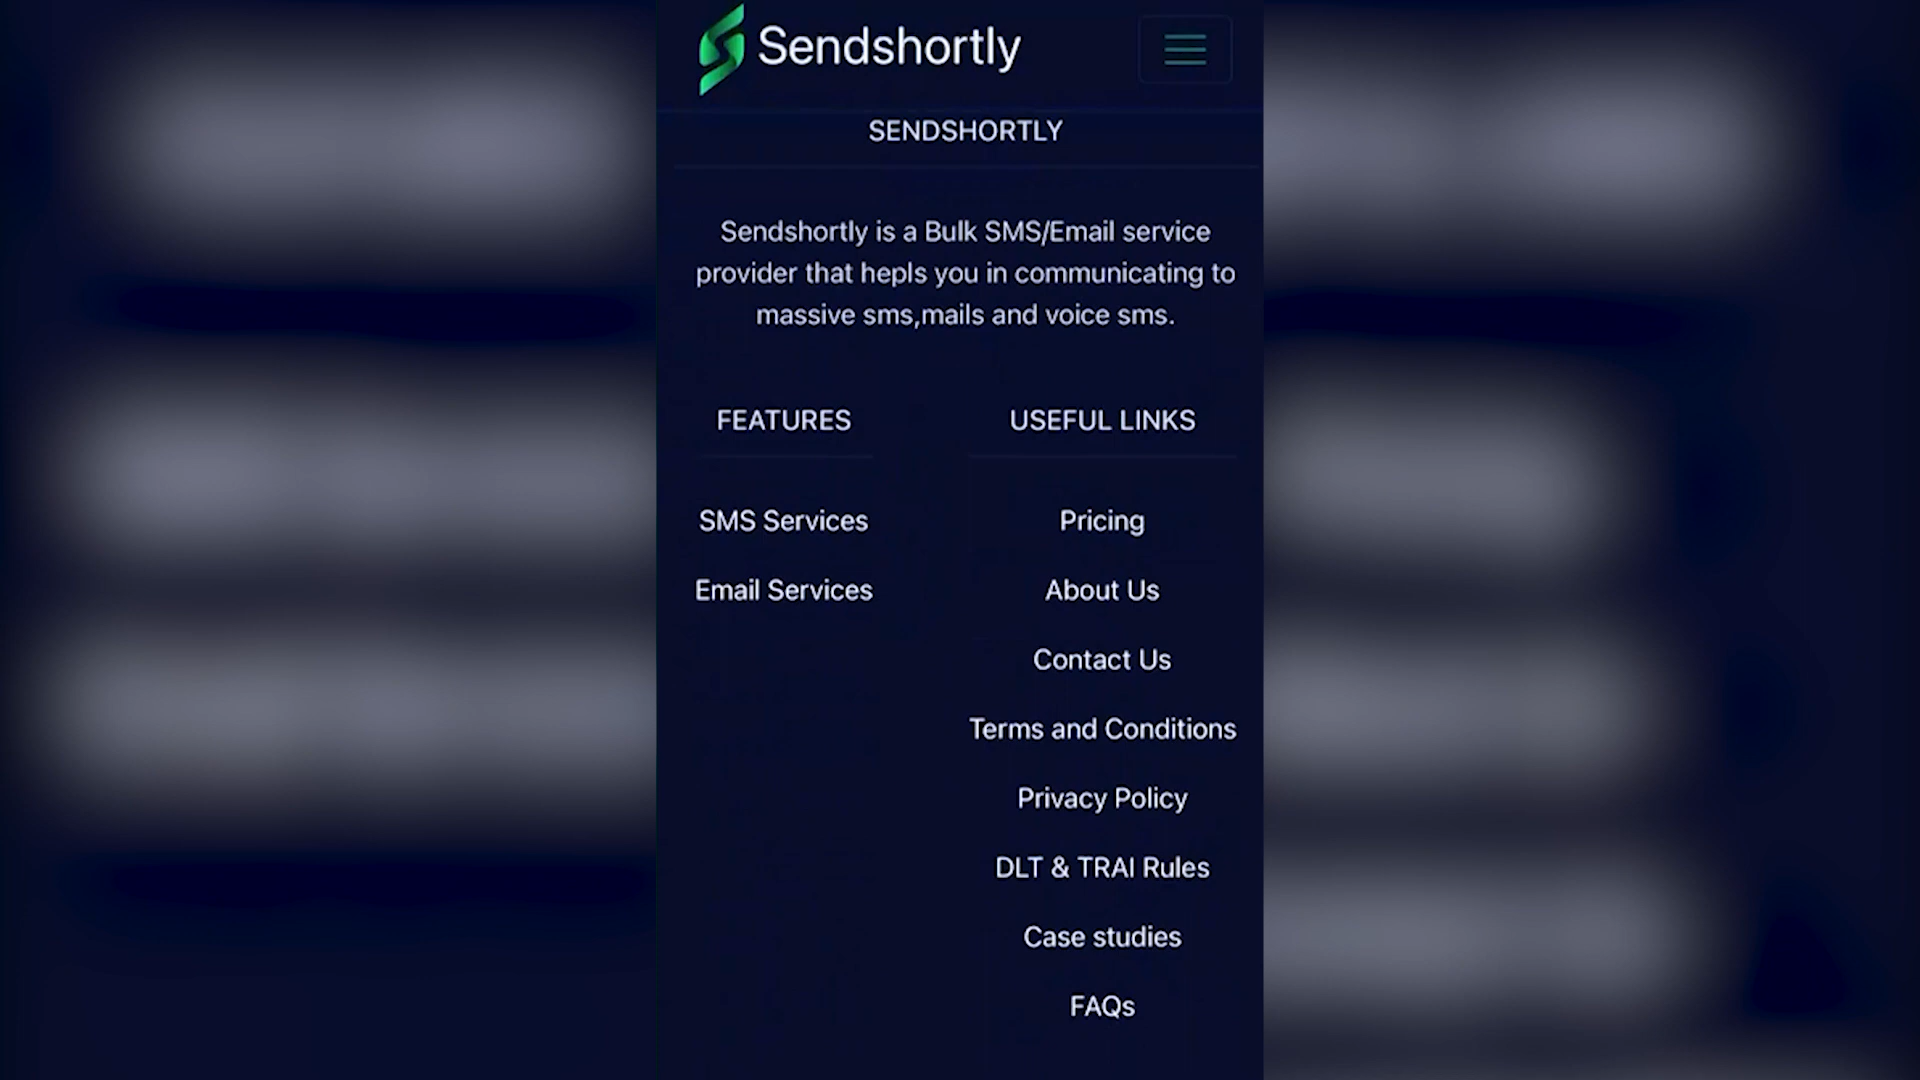 Sendshortly
SENDSHORTLY
Sendshortly is a Bulk SMS/Email service
provider that hepls you in communicating to
massive sms,mails and voice sms.
FEATURES
SMS Services
Email Services
USEFUL LINKS
Pricing
About Us
Contact Us
Terms and Conditions
Privacy Policy
DLT & TRAI Rules
Case studies
FAQs